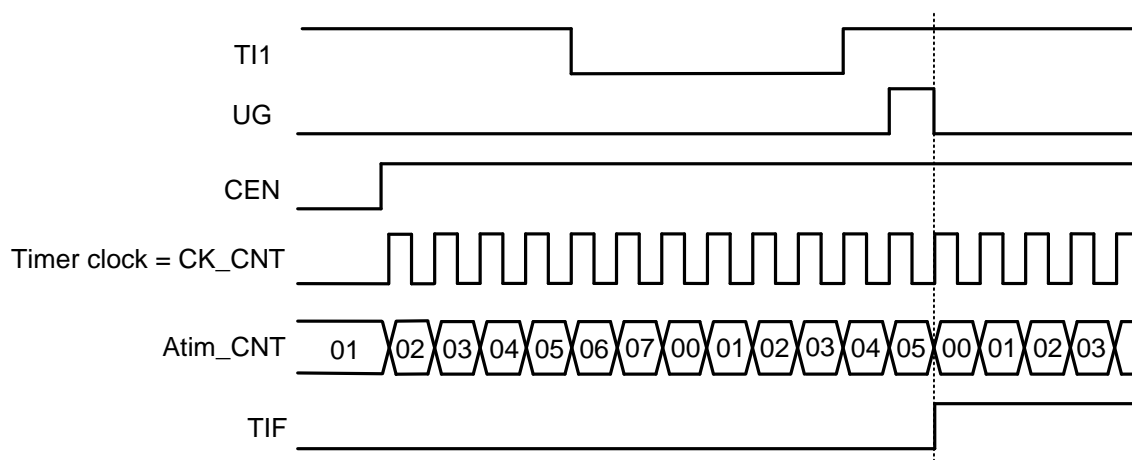 TI1
UG
CEN
Timer clock = CK_CNT
Atim_CNT 01 02 03 04 05 06 07 00 01 02 03 04 05 00 01 02 03
TIF